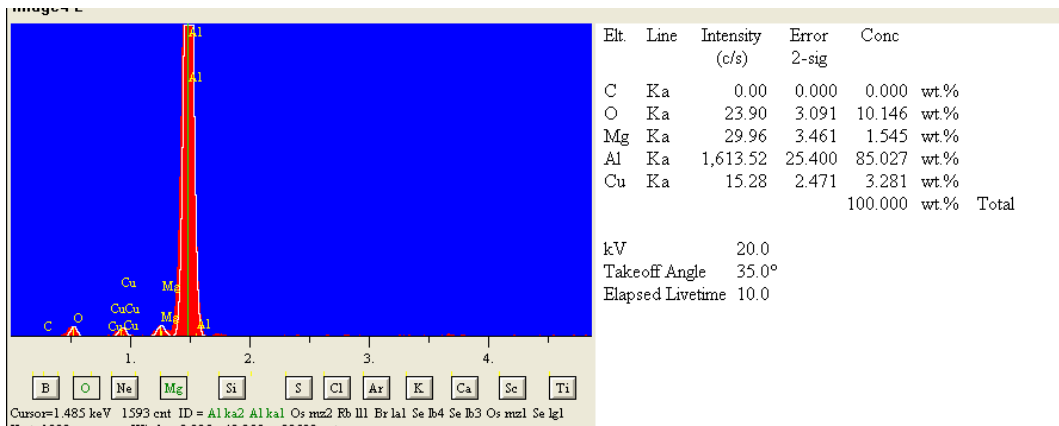 Image4 2
Al
Al
Cu
Mg
CuCu
C O CuCu Mg Al
1. 2. 3. 4.
B O Ne Mg Si S Cl Ar K Ca Sc Ti
Cursor=1.485 keV 1593 cnt ID = Al ka2 Al ka1 Os mz2 Rb ll1 Br la1 Se lb4 Se lb3 Os mz1 Se lg1
Elt. Line Intensity Error Conc
(c/s) 2-sig
C Ka 0.00 0.000 0.000 wt.%
O Ka 23.90 3.091 10.146 wt.%
Mg Ka 29.96 3.461 1.545 wt.%
Al Ka 1,613.52 25.400 85.027 wt.%
Cu Ka 15.28 2.471 3.281 wt.%
100.000 wt.% Total
kV 20.0
Takeoff Angle 35.0°
Elapsed Livetime 10.0